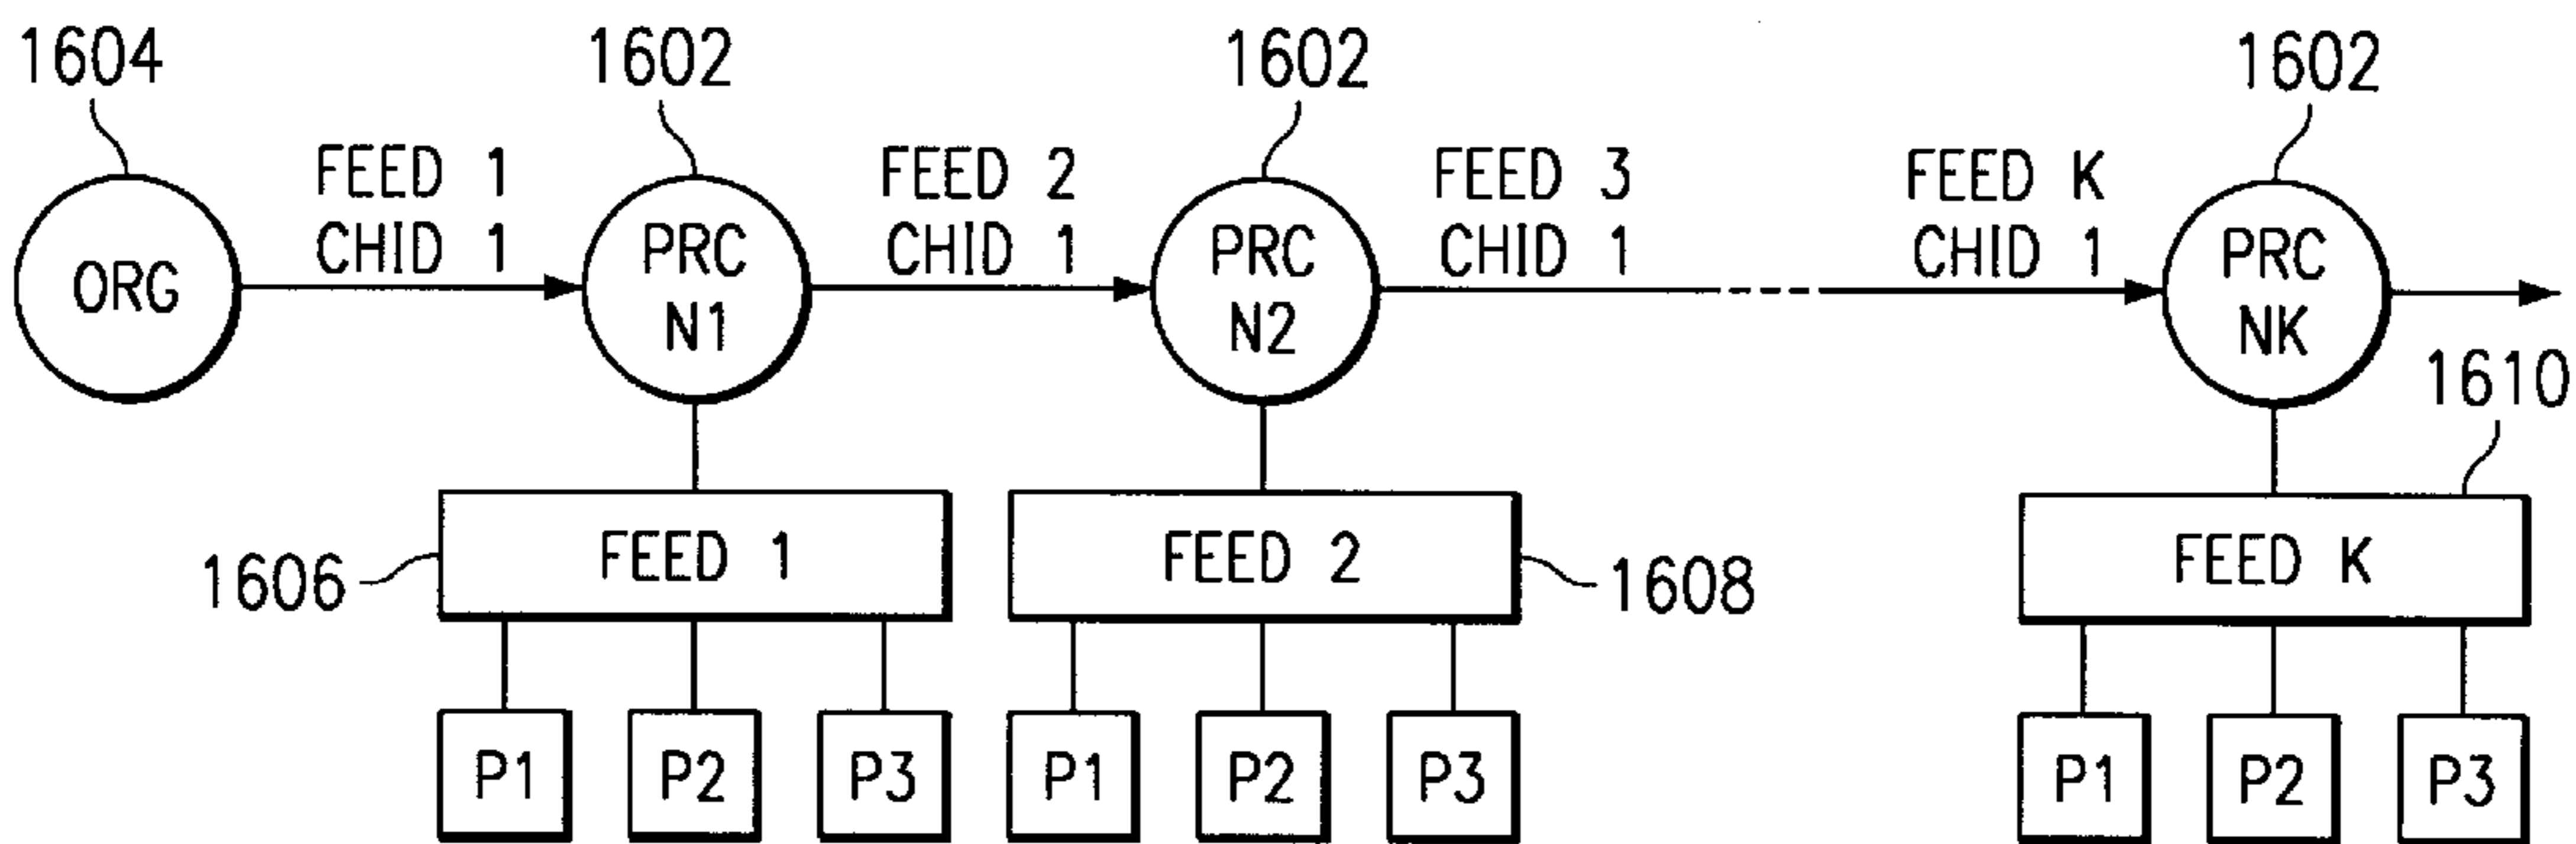 1604
1602
1602
1602
FEED 1
CHID 1
FEED 2
CHID 1
FEED 3
CHID 1
FEED K
CHID 1
ORG
PRC
N1
PRC
N2
PRC
NK
1610
FEED 1
FEED 2
FEED K
1606
1608
P1
P2
P3
P1
P2
P3
P1
P2
P3